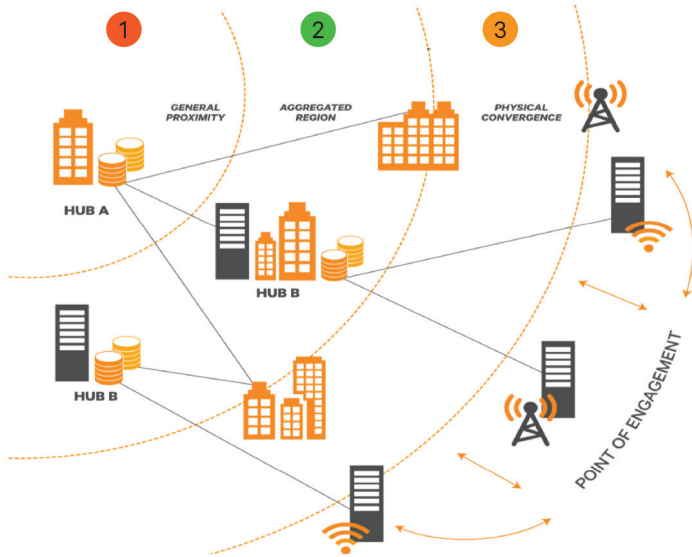 1
2
3
GENERAL
PROXIMITY
AGGREGATED
REGION
PHYSICAL
CONVERGENCE
HUB A
HUB B
HUB B
POINT OF ENGAGEMENT